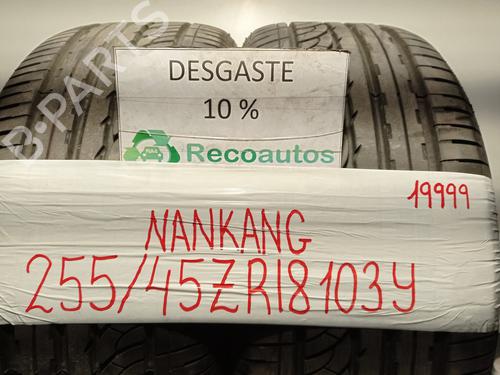 DESGASTE
10 %
Recoautos
19999
NANKANG
255/45ZR18103Y
B-PARTS